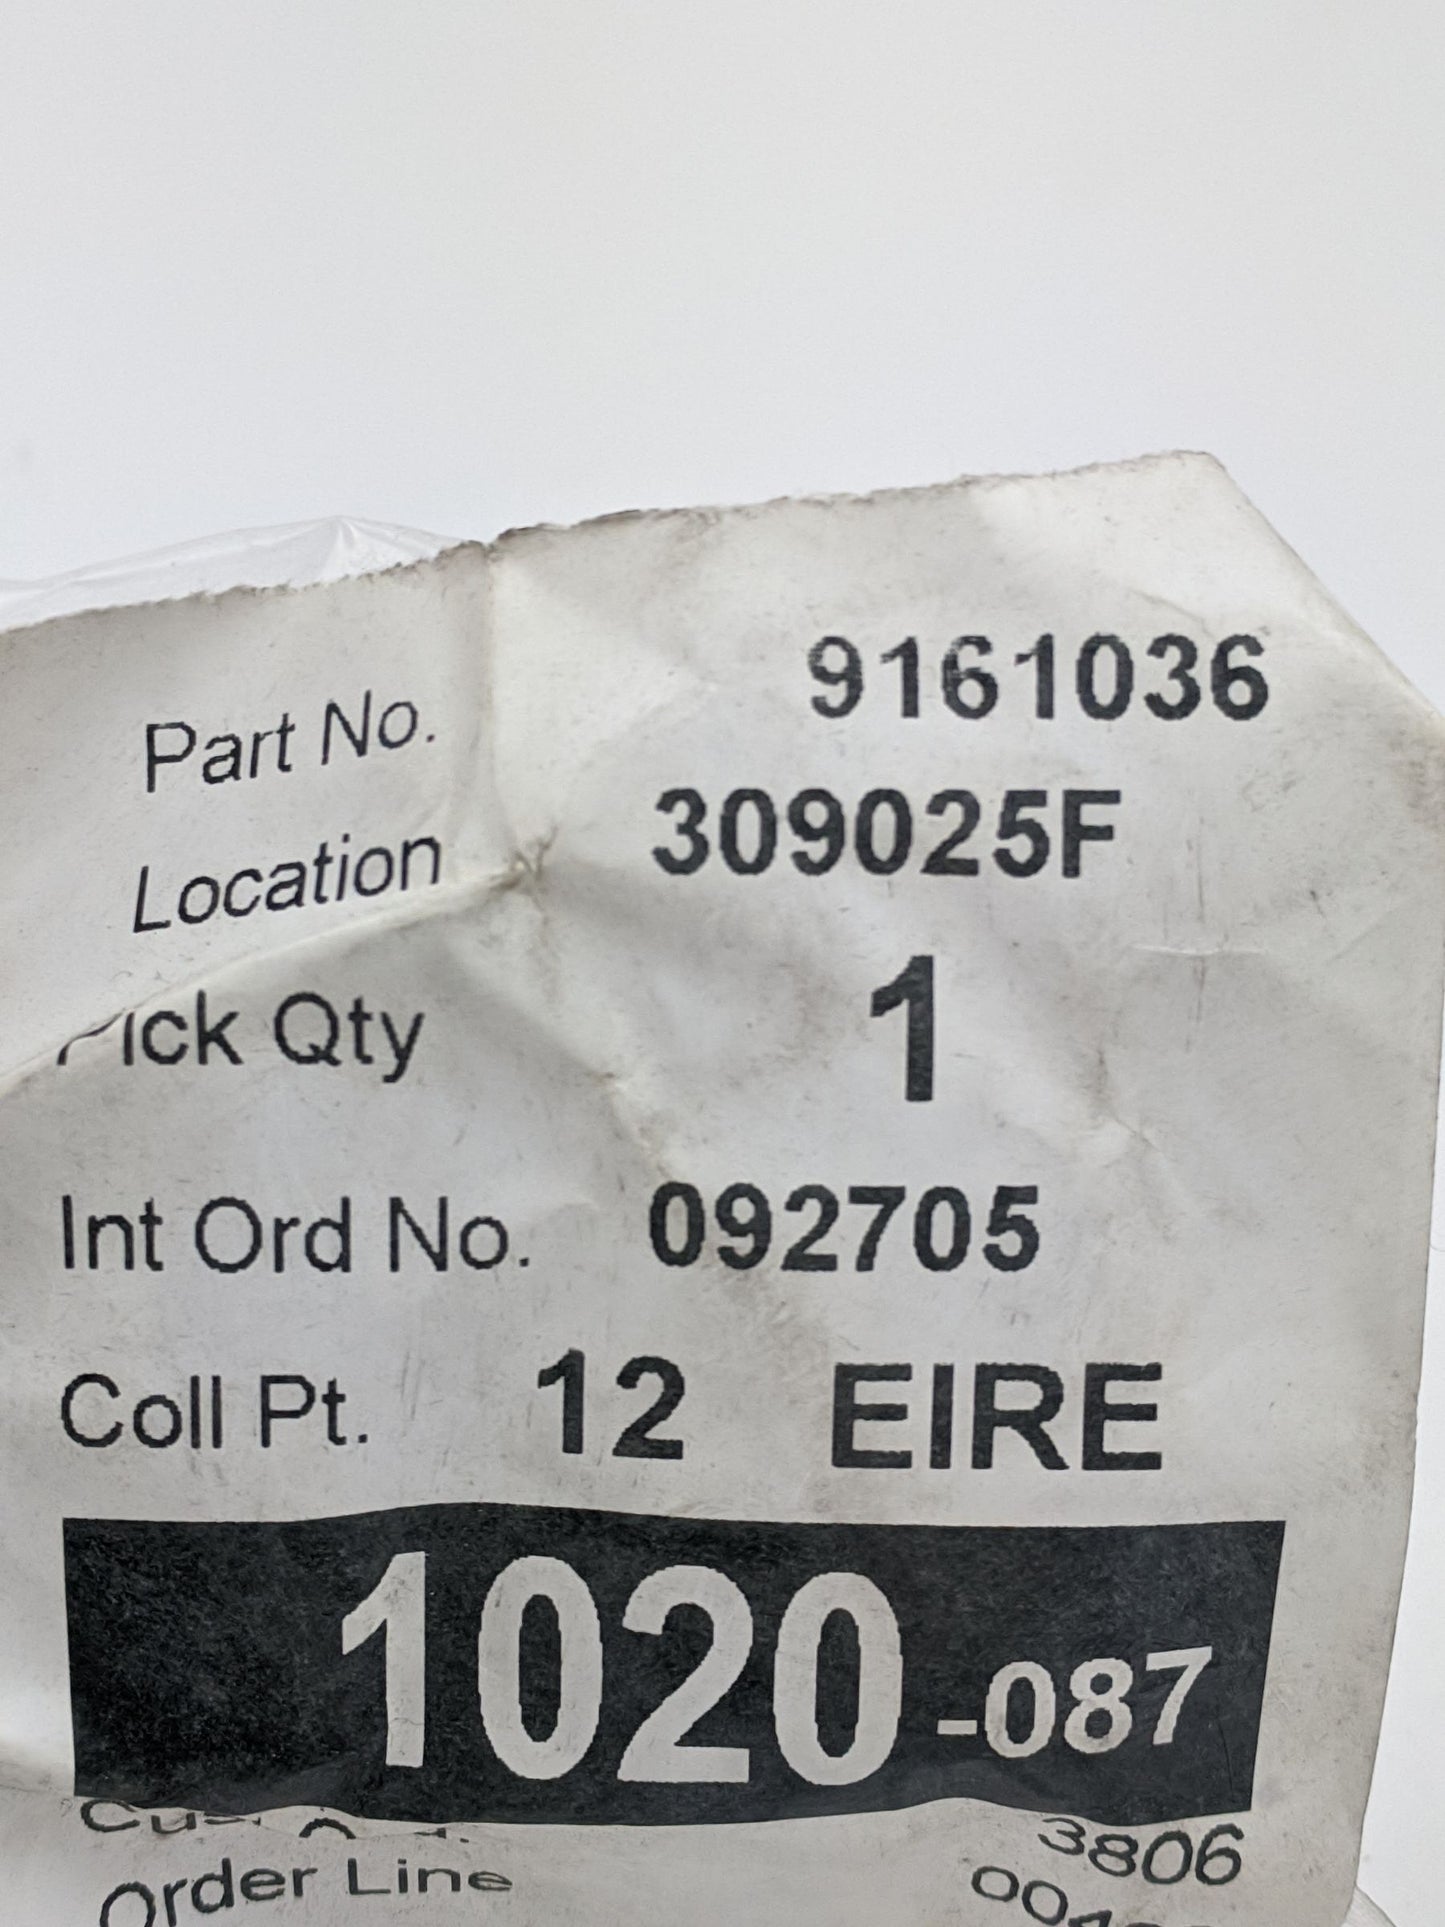 Part No. 9161036
Location 309025F
Pick Qty 1
Int Ord No. 092705
Coll Pt. 12 EIRE
1020-087
3806
Order Line